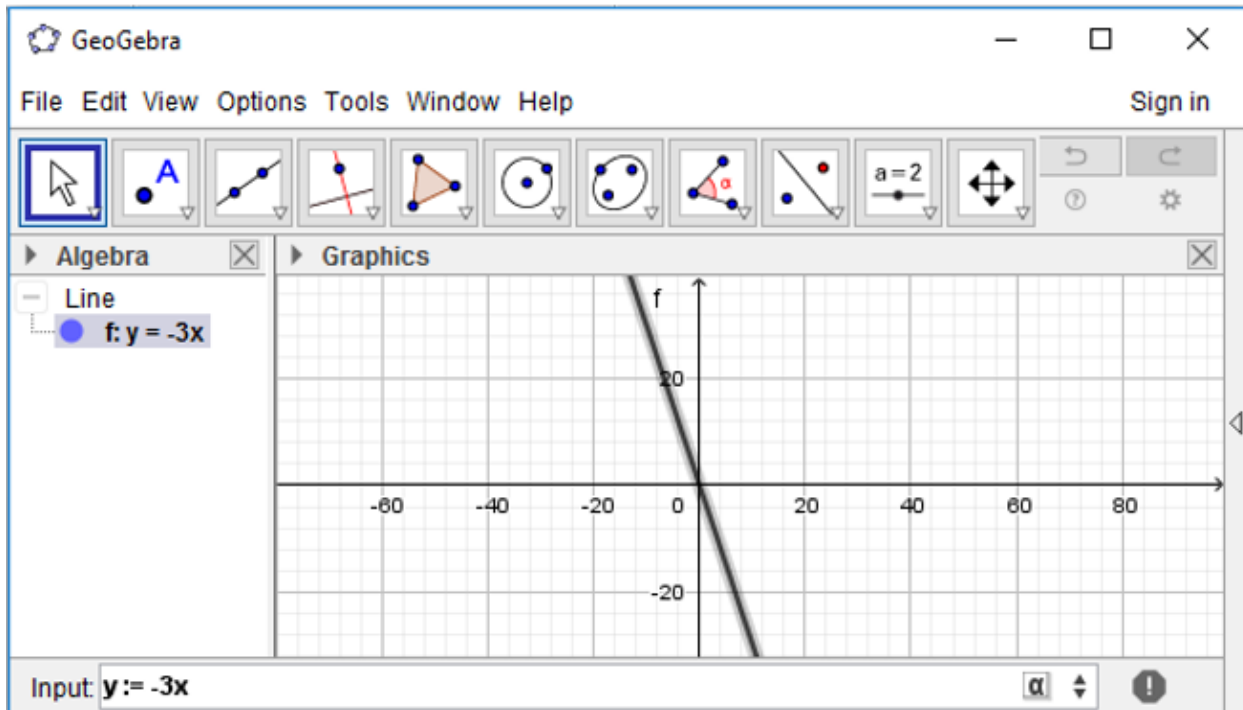 GeoGebra
File Edit View Options Tools Window Help Sign in
A α a = 2
Algebra Graphics
Line
f: y = -3x
f
20
-60 -40 -20 0 20 40 60 80
-20
Input: y := -3x α